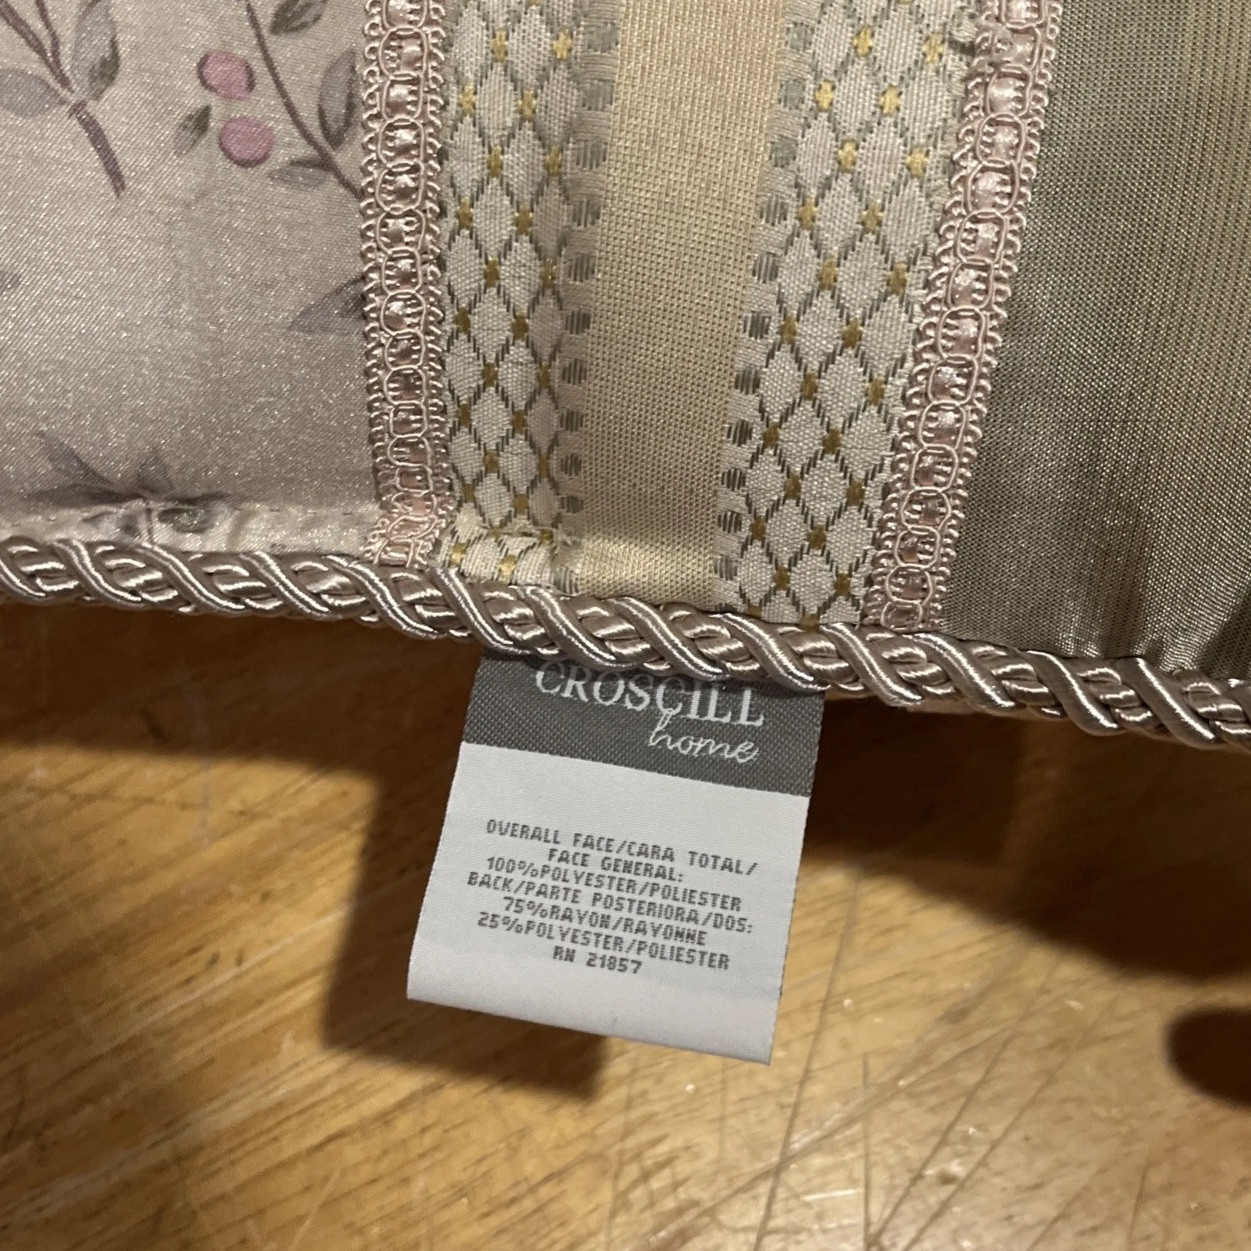 CROSCILL
home
OVERALL FACE/CARA TOTAL/
FACE GENERAL:
100%POLYESTER/POLIESTER
BACK/PARTE POSTERIORA/DOS:
75%RAYON/RAYONNE
25%POLYESTER/POLIESTER
RN 21857